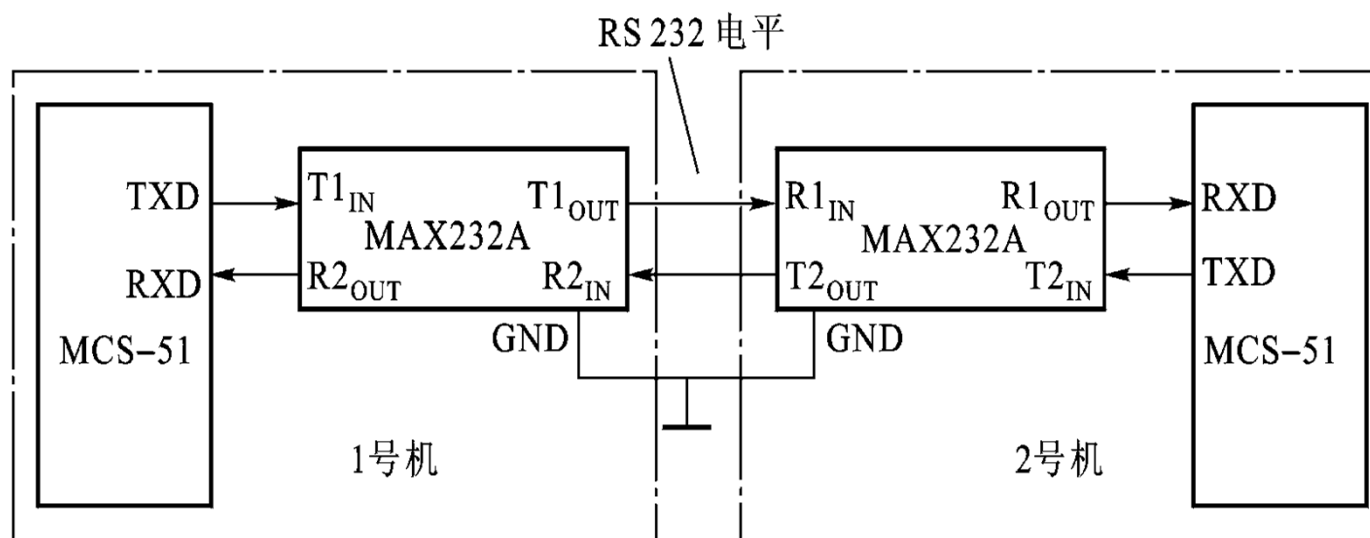 RS 232 电平
TXD
T1IN
T1OUT
R1IN
R1OUT
RXD
MAX232A
MAX232A
RXD
R2OUT
R2IN
T2OUT
T2IN
TXD
MCS-51
GND
GND
MCS-51
1号机
2号机